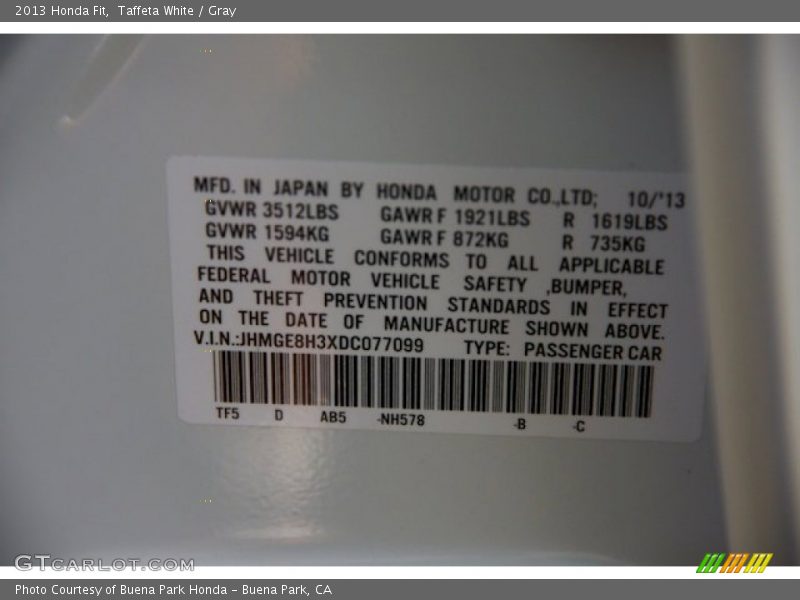 2013 Honda Fit,  Taffeta White / Gray
MFD. IN JAPAN BY HONDA MOTOR CO.,LTD; 10/'13
GVWR 3512LBS GAWR F 1921LBS R 1619LBS
GVWR 1594KG GAWR F 872KG R 735KG
THIS VEHICLE CONFORMS TO ALL APPLICABLE
FEDERAL MOTOR VEHICLE SAFETY ,BUMPER,
AND THEFT PREVENTION STANDARDS IN EFFECT
ON THE DATE OF MANUFACTURE SHOWN ABOVE.
V.I.N.:JHMGE8H3XDC077099 TYPE: PASSENGER CAR
TF5 D AB5 -NH578 -B -C
GTCARLOT.COM
Photo Courtesy of Buena Park Honda - Buena Park, CA